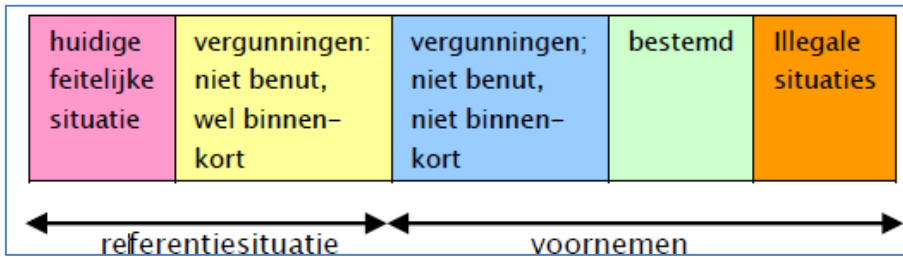 huidige
feitelijke
situatie
vergunningen:
niet benut,
wel binnen-
kort
vergunningen;
niet benut,
niet binnen-
kort
bestemd
Illegale
situaties
referentiesituatie
voornemen